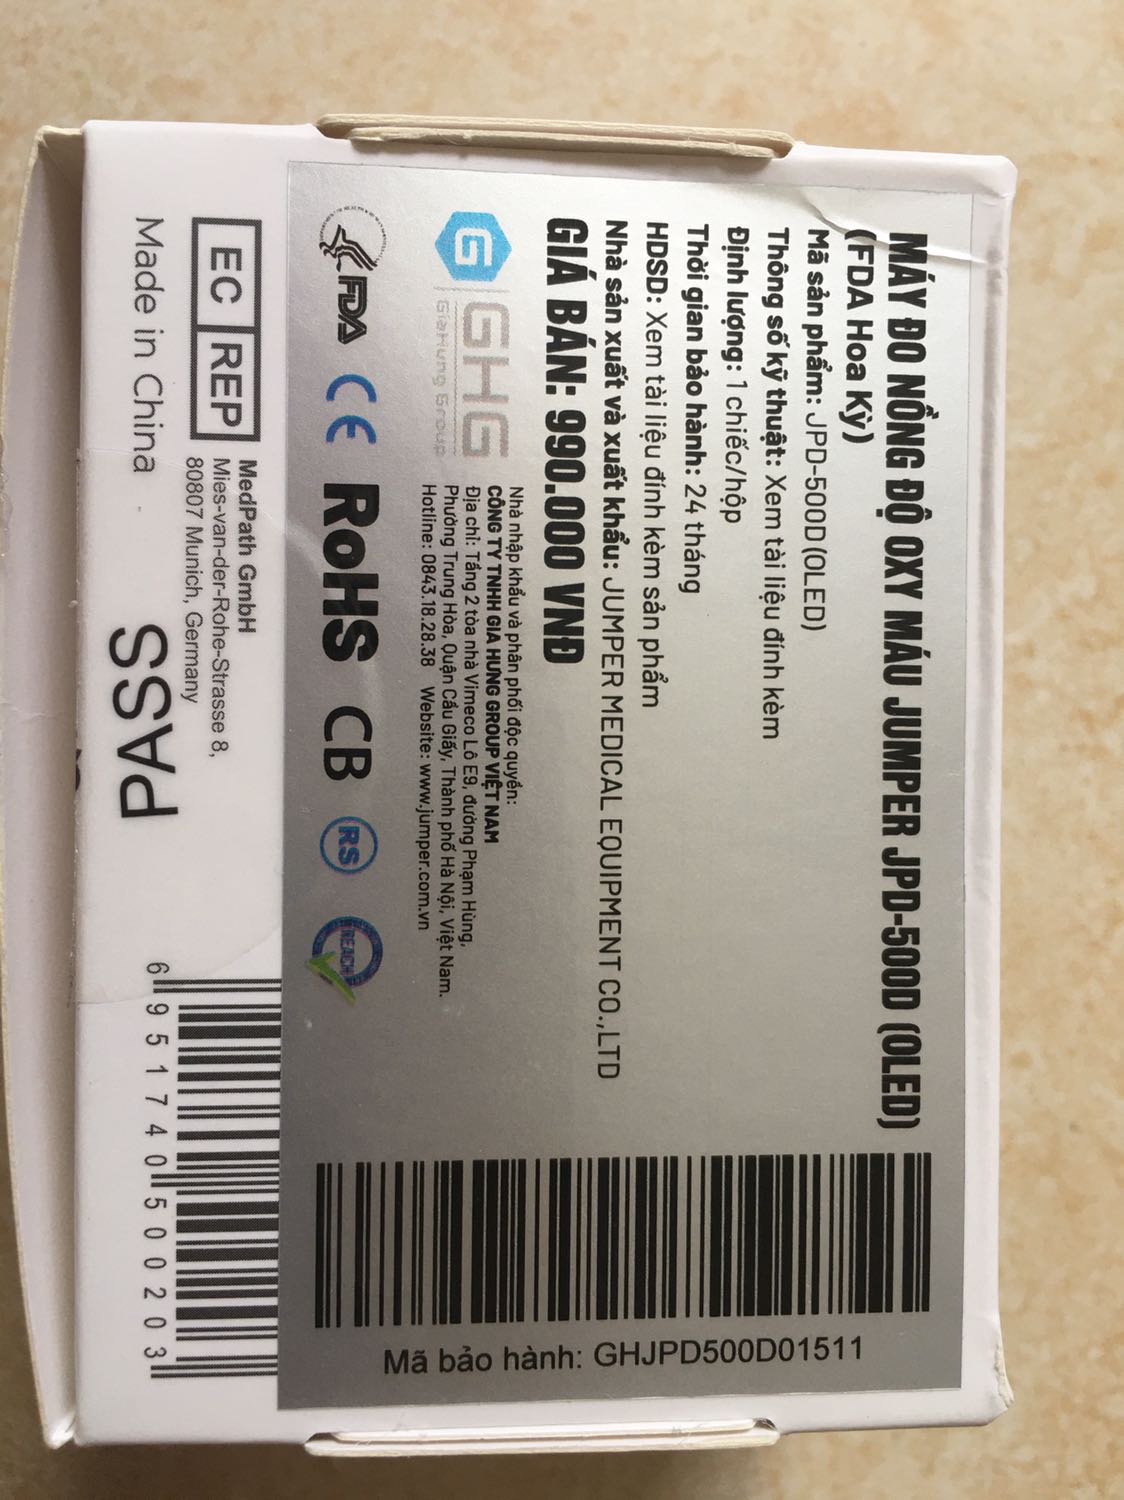 MÁY ĐO NỒNG ĐỘ OXY MÁU JUMPER JPD-500D (OLED)
(FDA Hoa Kỳ)
Mã sản phẩm: JPD-500D (OLED)
Thông số kỹ thuật: Xem tài liệu đính kèm
Định lượng: 1 chiếc/hộp
Thời gian bảo hành: 24 tháng
HDSD: Xem tài liệu đính kèm sản phẩm
Nhà sản xuất và xuất khẩu: JUMPER MEDICAL EQUIPMENT CO.,LTD
GIÁ BÁN: 990.000 VNĐ
G GHG
GiaHung Group
Nhà nhập khẩu và phân phối độc quyền:
CÔNG TY TNHH GIA HƯNG GROUP VIỆT NAM
Địa chỉ: Tầng 2 tòa nhà Vimeco Lô E9, đường Phạm Hùng,
Phường Trung Hòa, Quận Cầu Giấy, Thành phố Hà Nội, Việt Nam.
Hotline: 0843.18.28.38 Website: www.jumper.com.vn
FDA CE RoHS CB RS REACH
Mã bảo hành: GHJPD500D01511
EC REP
MedPath GmbH
Mies-van-der-Rohe-Strasse 8,
80807 Munich, Germany
Made in China
PASS
6 951740 500203